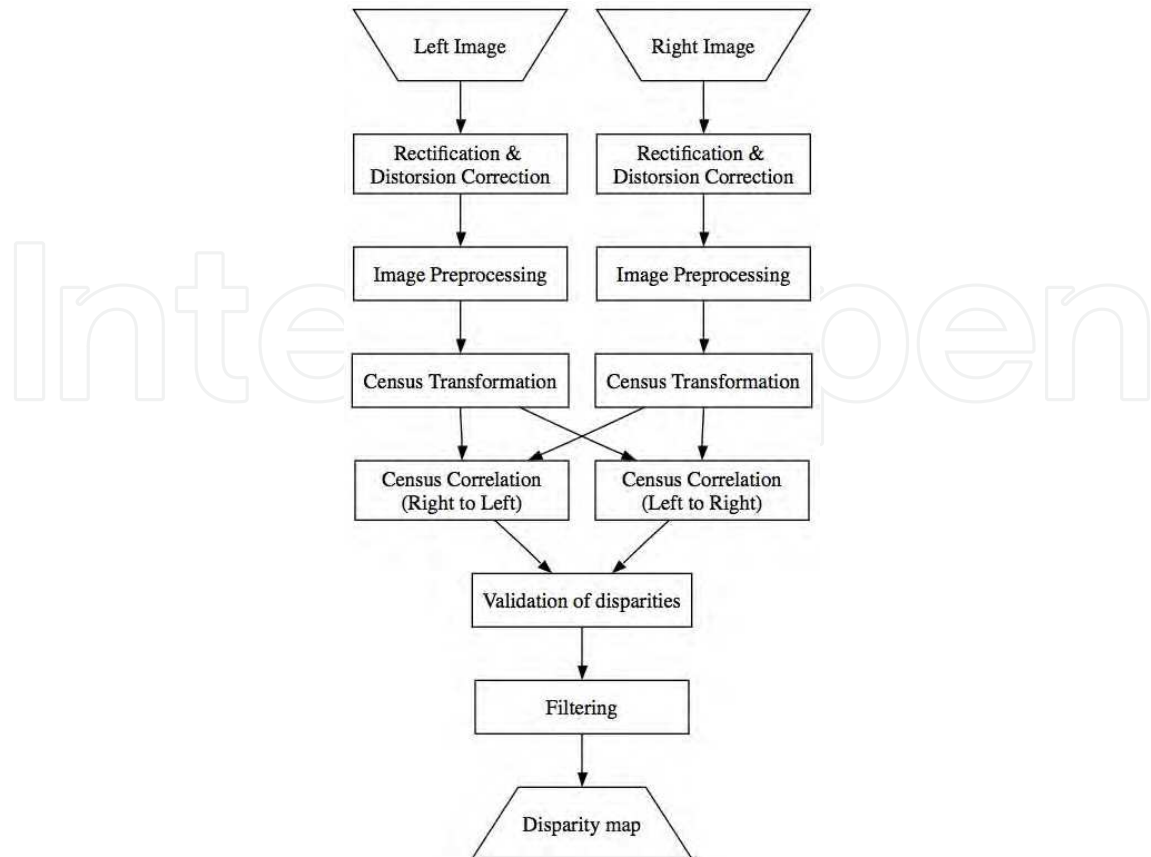 Left Image
Right Image
Rectification &
Distorsion Correction
Rectification &
Distorsion Correction
Image Preprocessing
Image Preprocessing
Census Transformation
Census Transformation
Census Correlation
(Right to Left)
Census Correlation
(Left to Right)
Validation of disparities
Filtering
Disparity map